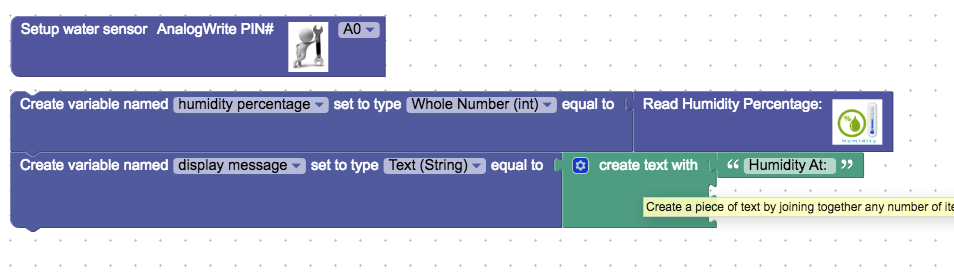 Setup water sensor AnalogWrite PIN# A0
Create variable named humidity percentage set to type Whole Number (int) equal to Read Humidity Percentage:
% Humidity
Create variable named display message set to type Text (String) equal to create text with “ Humidity At: ”
Create a piece of text by joining together any number of ite